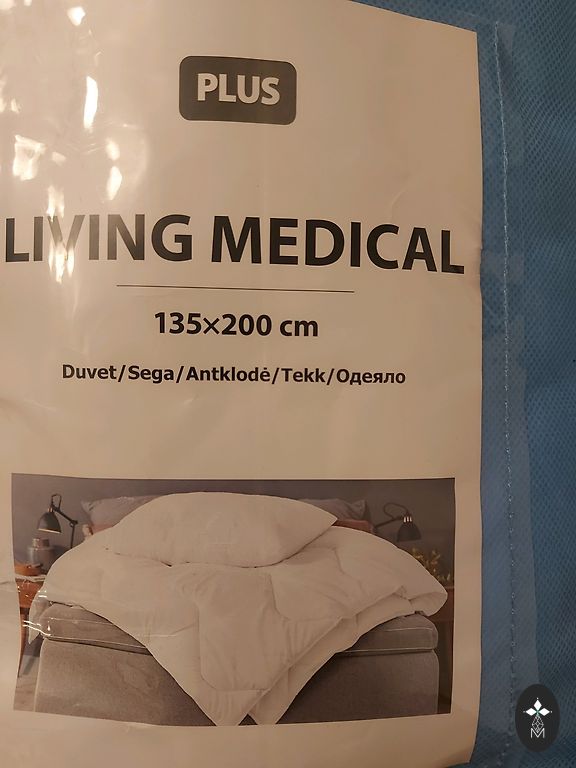 PLUS
LIVING MEDICAL
135×200 cm
Duvet/Sega/Antklodė/Tekk/Одеяло
M